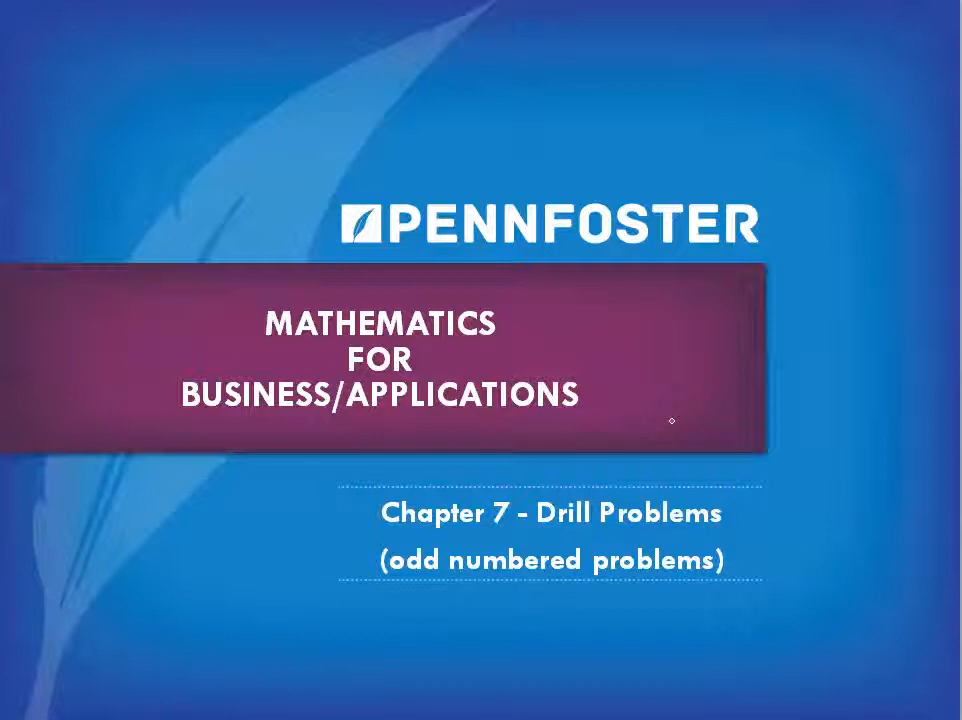 PENNFOSTER
MATHEMATICS
FOR
BUSINESS/APPLICATIONS
Chapter 7 - Drill Problems
(odd numbered problems)